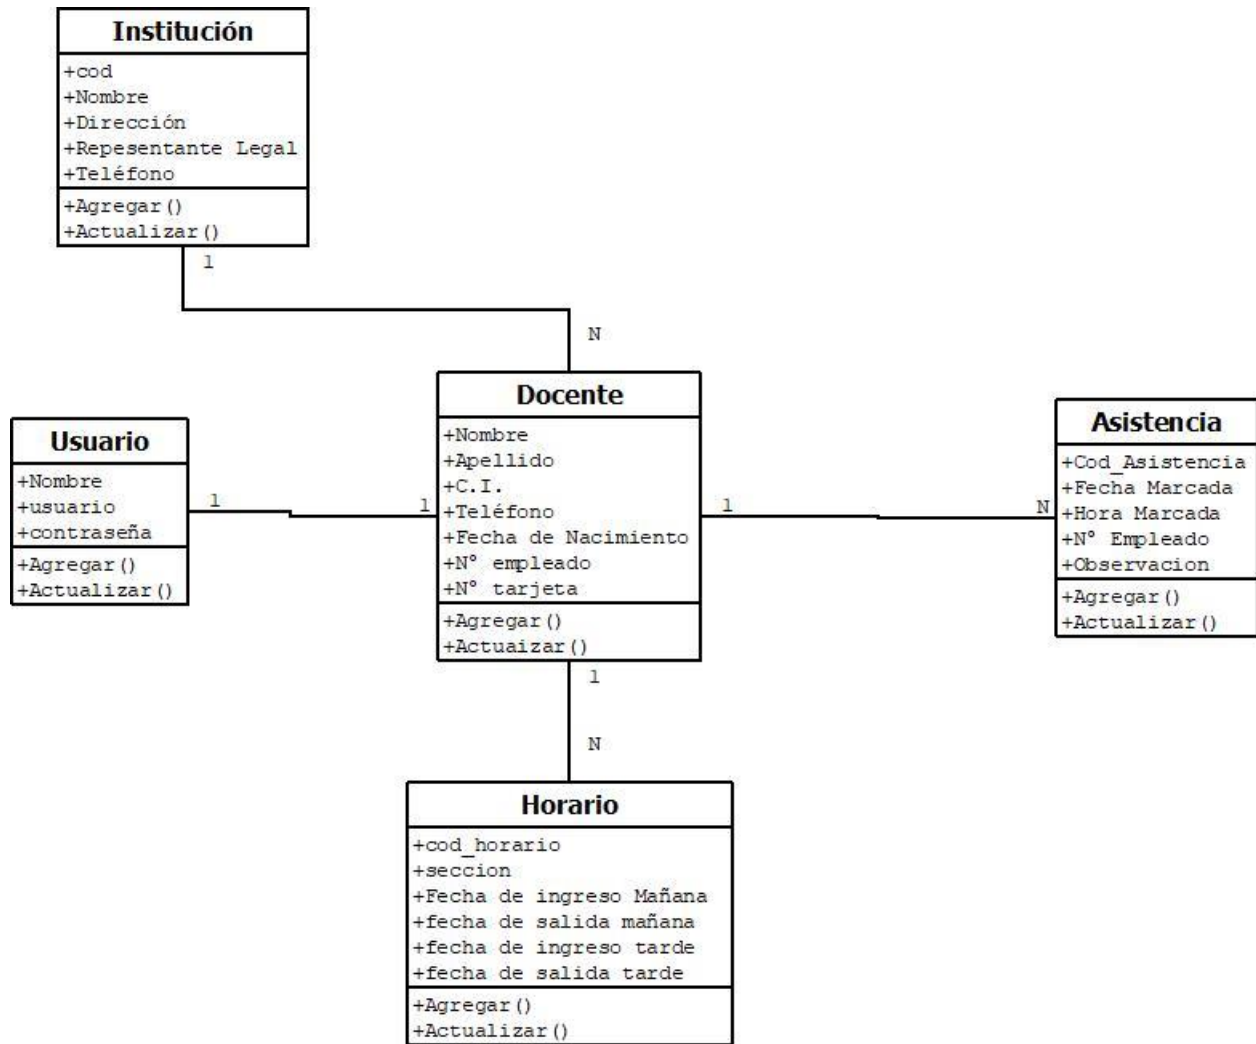 Institución
+cod
+Nombre
+Dirección
+Repesentante Legal
+Teléfono
+Agregar()
+Actualizar()
1
N
Docente
+Nombre
+Apellido
+C.I.
+Teléfono
+Fecha de Nacimiento
+N° empleado
+N° tarjeta
+Agregar()
+Actuaizar()
Usuario
+Nombre
+usuario
+contraseña
+Agregar()
+Actualizar()
1
1
1
N
Asistencia
+Cod_Asistencia
+Fecha Marcada
+Hora Marcada
+N° Empleado
+Observacion
+Agregar()
+Actualizar()
1
N
Horario
+cod_horario
+seccion
+Fecha de ingreso Mañana
+fecha de salida mañana
+fecha de ingreso tarde
+fecha de salida tarde
+Agregar()
+Actualizar()